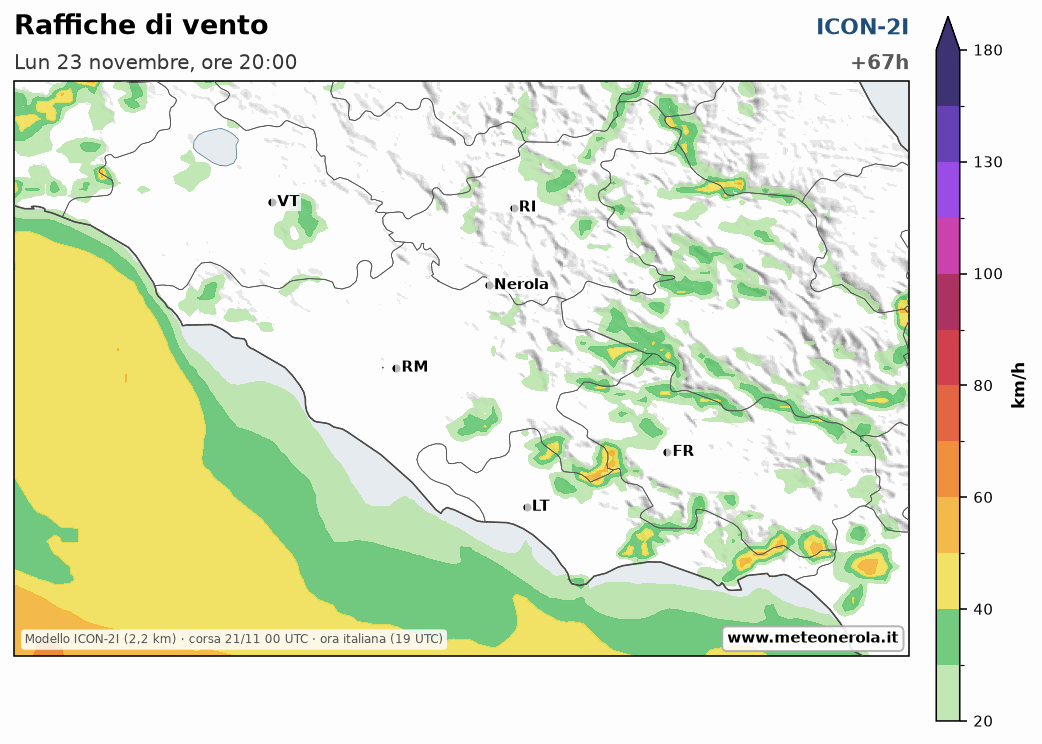 Raffiche di vento
ICON-2I
Lun 23 novembre, ore 20:00
+67h
180
VT
RI
130
Nerola
100
RM
80
km/h
FR
60
LT
40
Modello ICON-2I (2,2 km) · corsa 21/11 00 UTC · ora italiana (19 UTC)
www.meteonerola.it
20